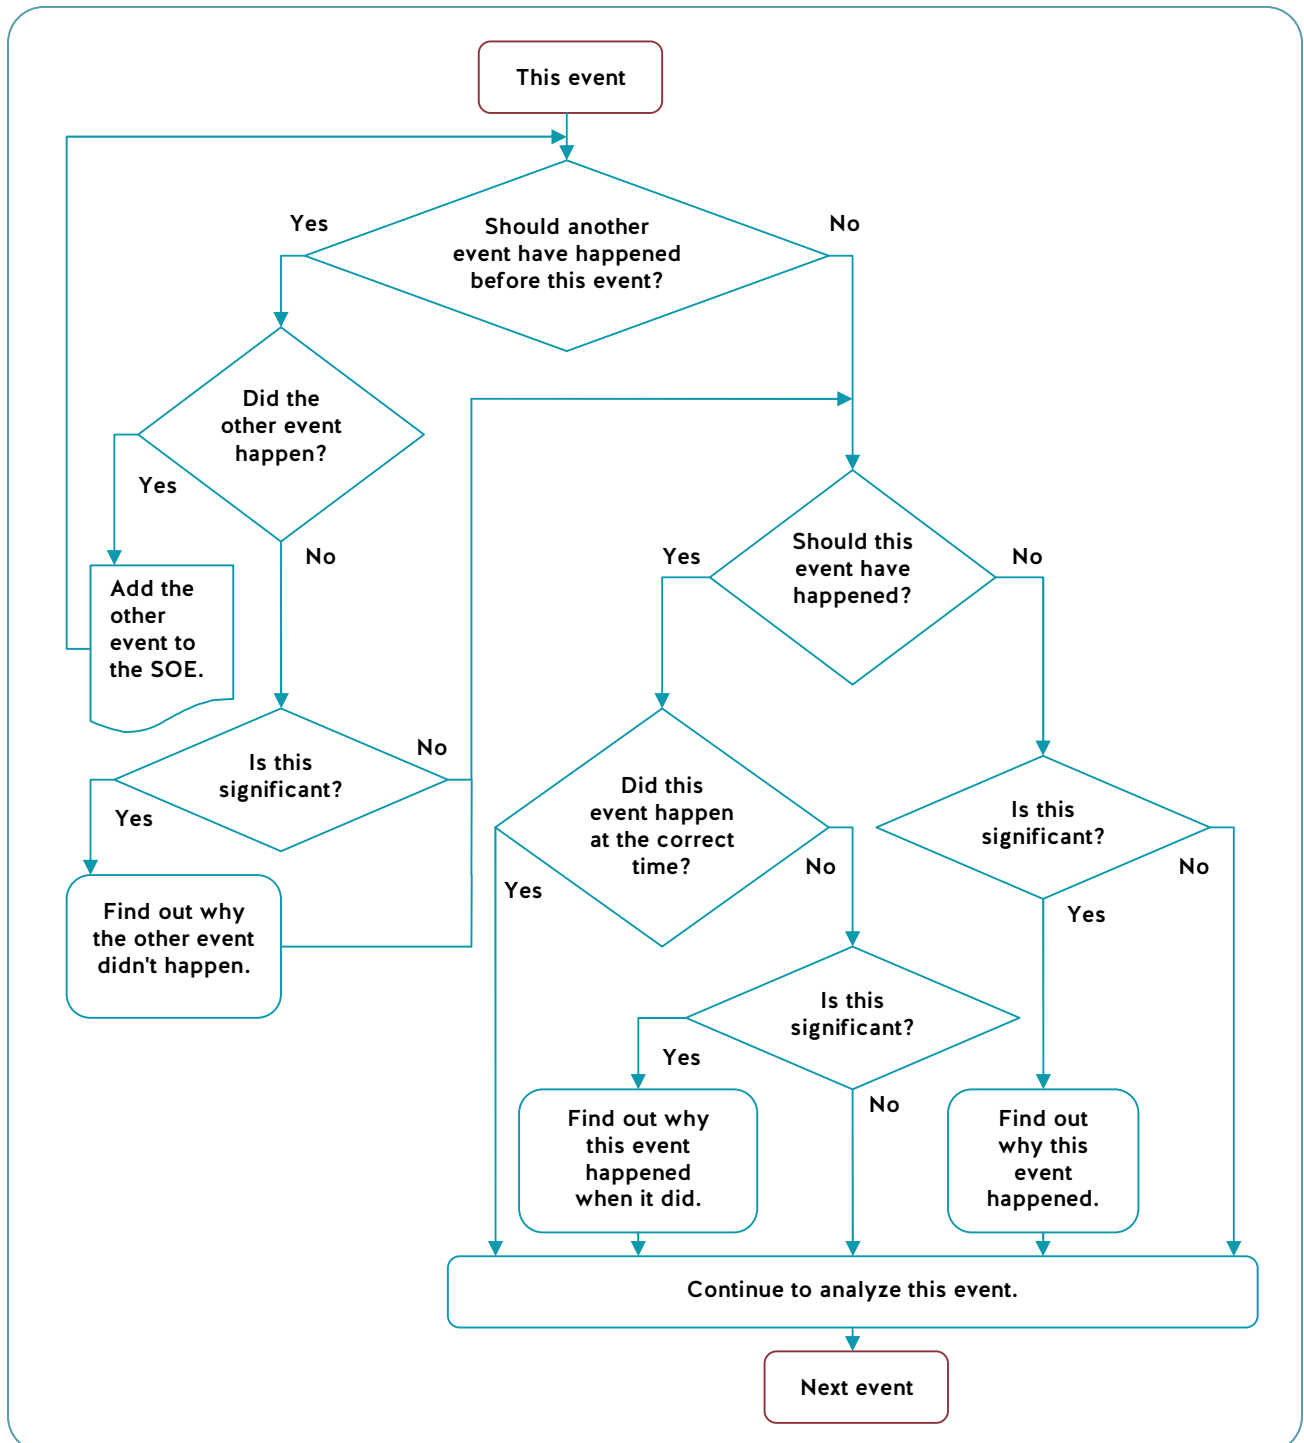 This event
Yes
Should another
event have happened
before this event?
No
Did the
other event
happen?
Yes
No
Add the
other
event to
the SOE.
Is this
significant?
No
Yes
Find out why
the other event
didn't happen.
Should this
event have
happened?
Yes
No
Did this
event happen
at the correct
time?
Yes
No
Is this
significant?
No
Yes
Is this
significant?
Yes
No
Find out why
this event
happened
when it did.
Find out
why this
event
happened.
Continue to analyze this event.
Next event